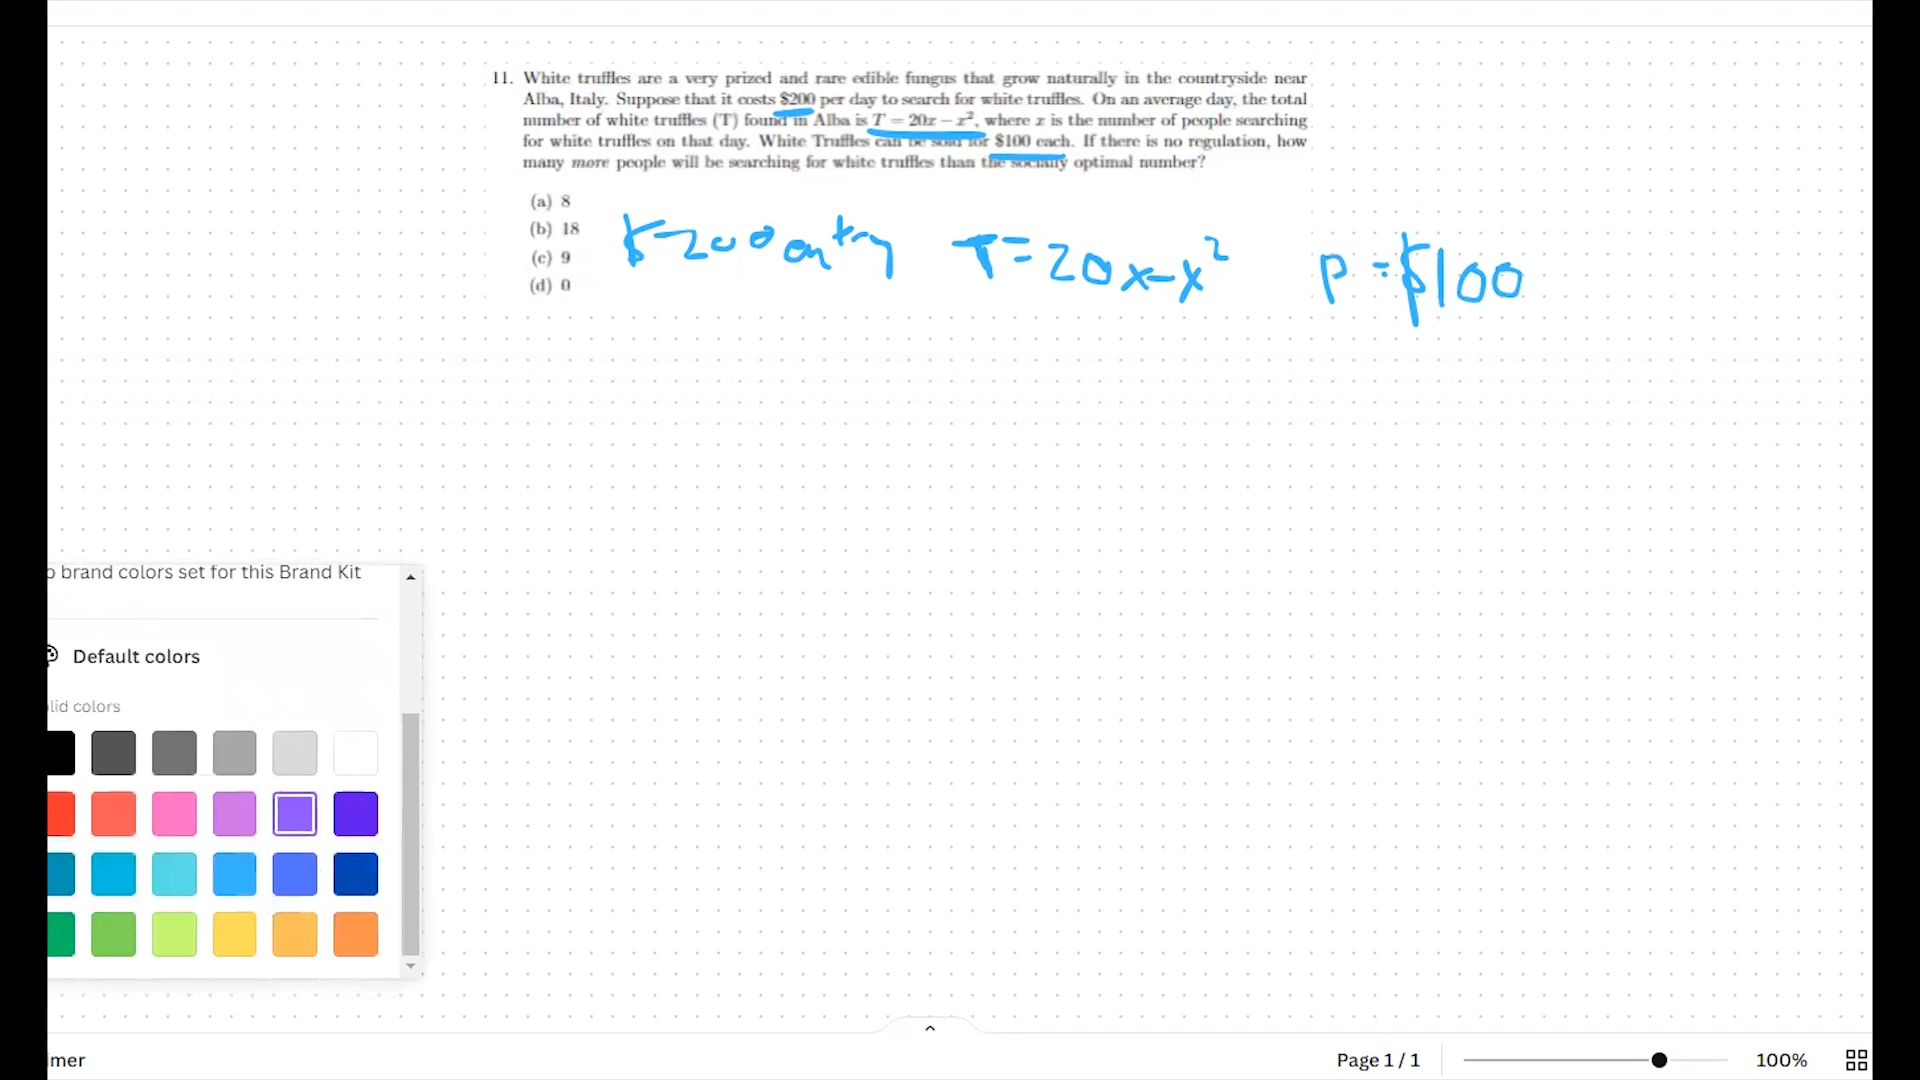 11. White truffles are a very prized and rare edible fungus that grow naturally in the countryside near
Alba, Italy. Suppose that it costs $200 per day to search for white truffles. On an average day, the total
number of white truffles (T) found in Alba is T = 20x − x², where x is the number of people searching
for white truffles on that day. White Truffles can be sold for $100 each. If there is no regulation, how
many more people will be searching for white truffles than the socially optimal number?
(a) 8
(b) 18
(c) 9
(d) 0
$200 entry T = 20x-x² P = $100
brand colors set for this Brand Kit
Default colors
lid colors
imer
Page 1 / 1
100%